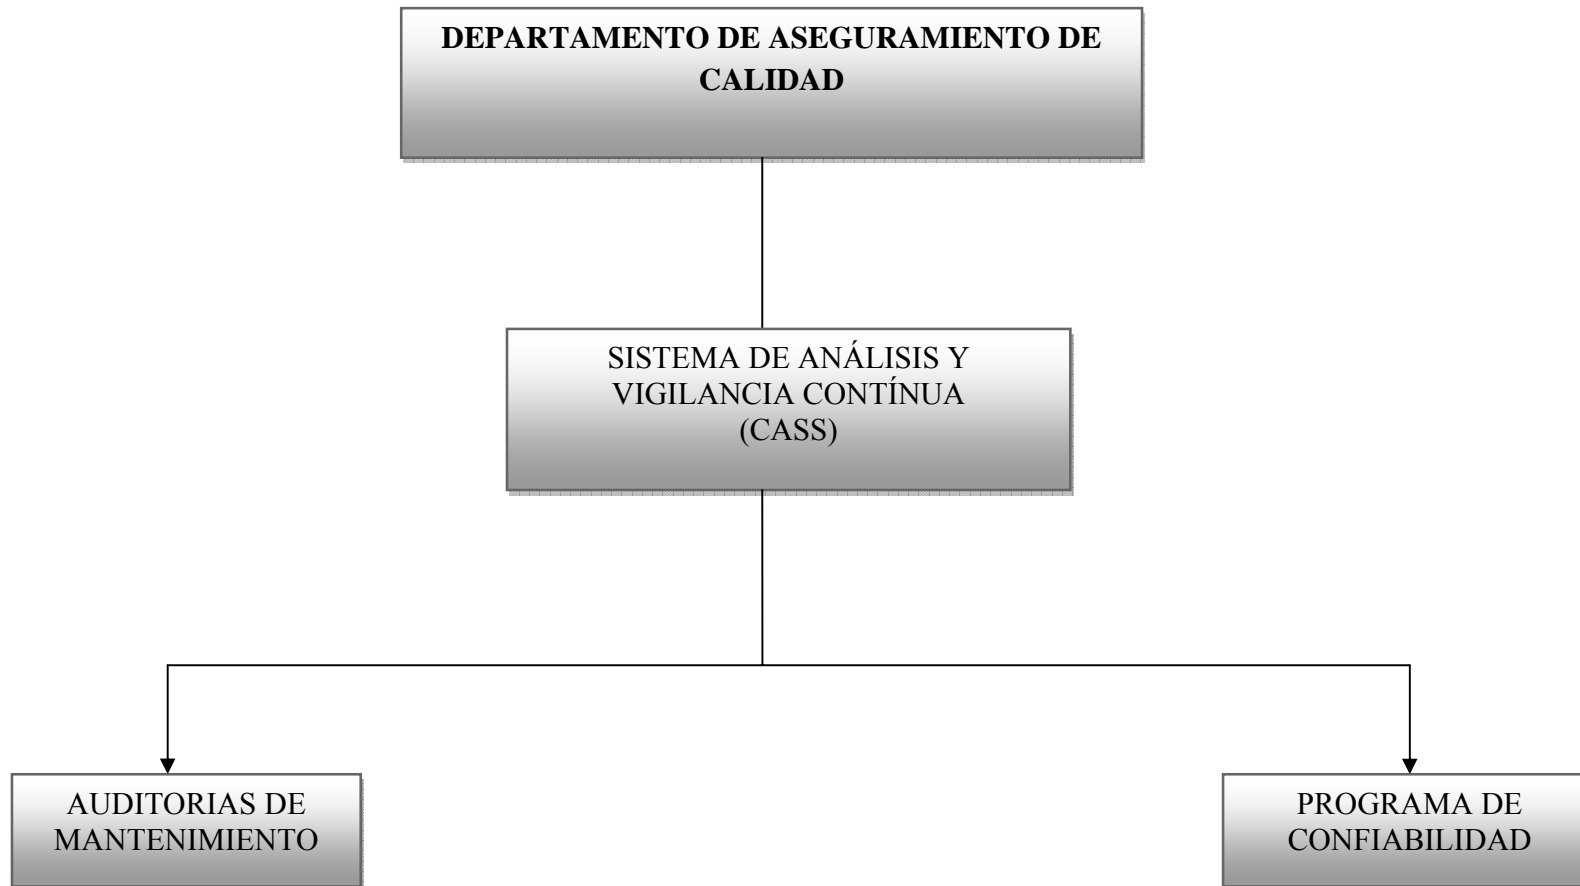 DEPARTAMENTO DE ASEGURAMIENTO DE
CALIDAD
SISTEMA DE ANÁLISIS Y
VIGILANCIA CONTÍNUA
(CASS)
AUDITORIAS DE
MANTENIMIENTO
PROGRAMA DE
CONFIABILIDAD